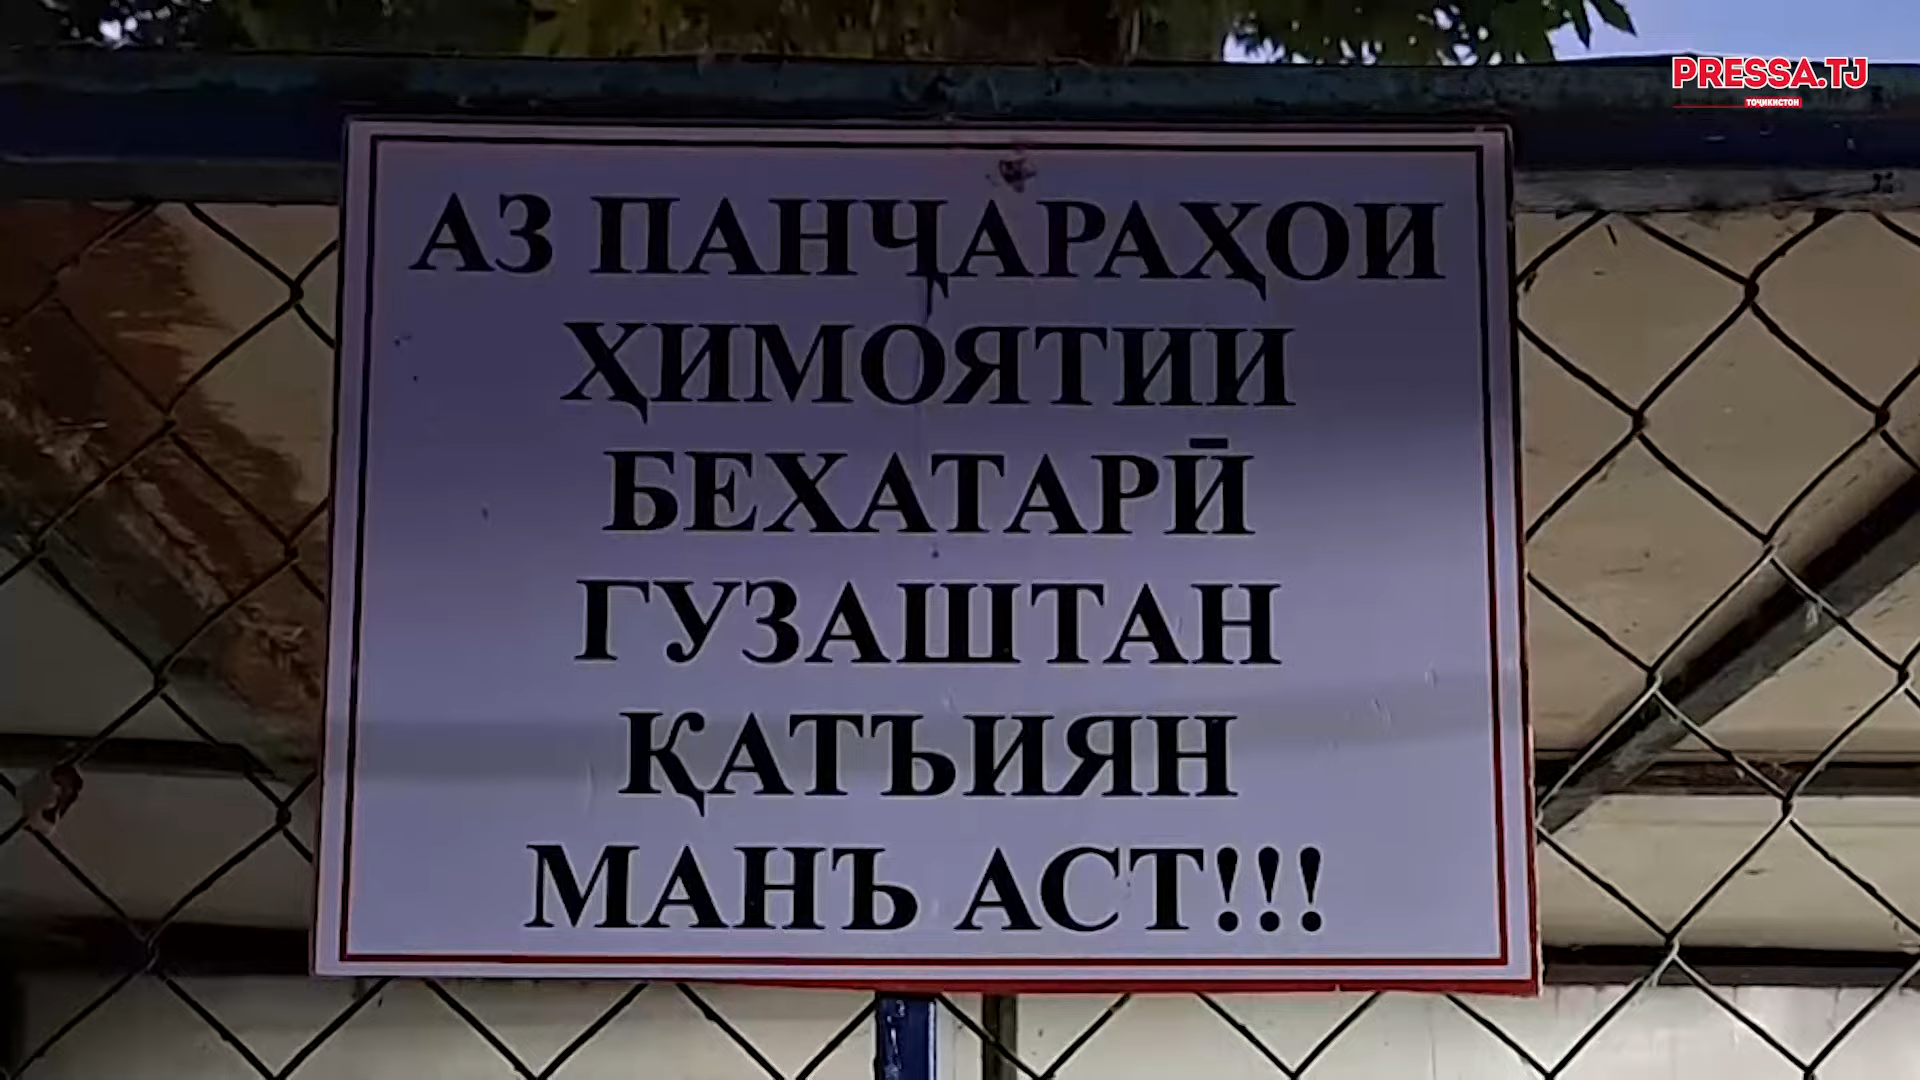 PRESSA.TJ
ТОҶИКИСТОН
АЗ ПАНҶАРАҲОИ
ҲИМОЯТИИ
БЕХАТАРӢ
ГУЗАШТАН
ҚАТЪИЯН
МАНЪ АСТ!!!